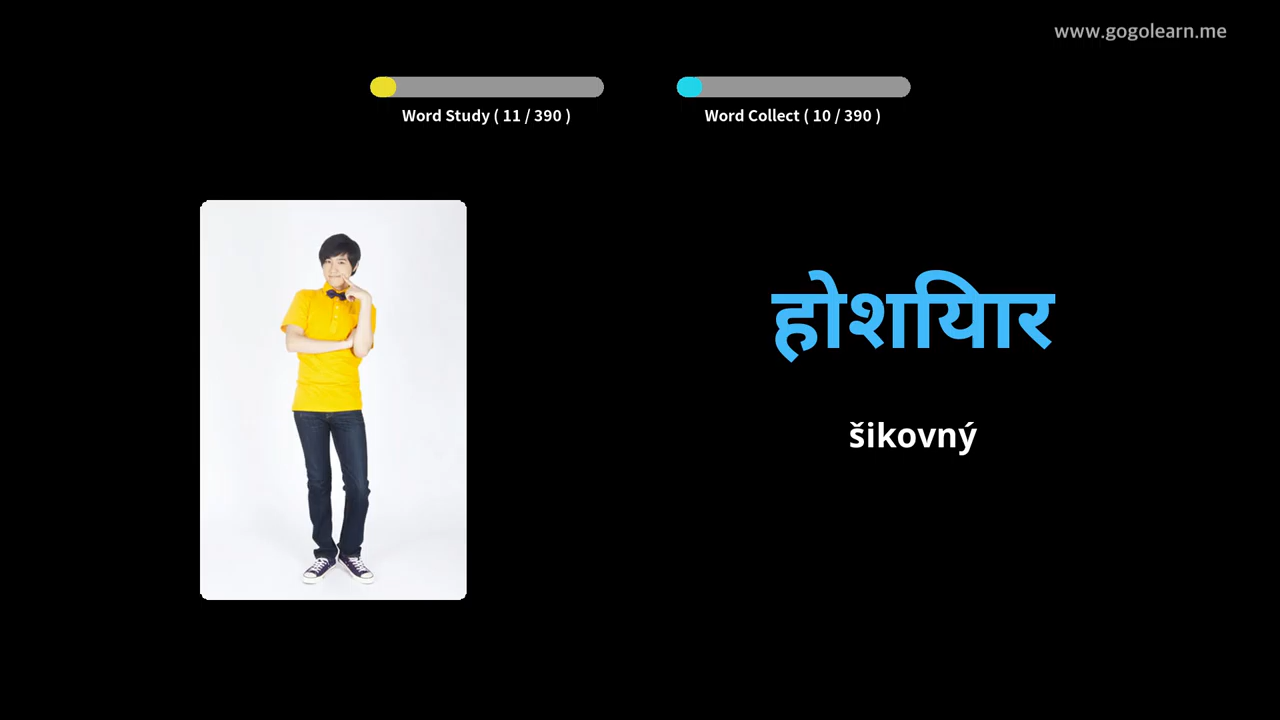 www.gogolearn.me
Word Study ( 11 / 390 )
Word Collect ( 10 / 390 )
होशियार
šikovný